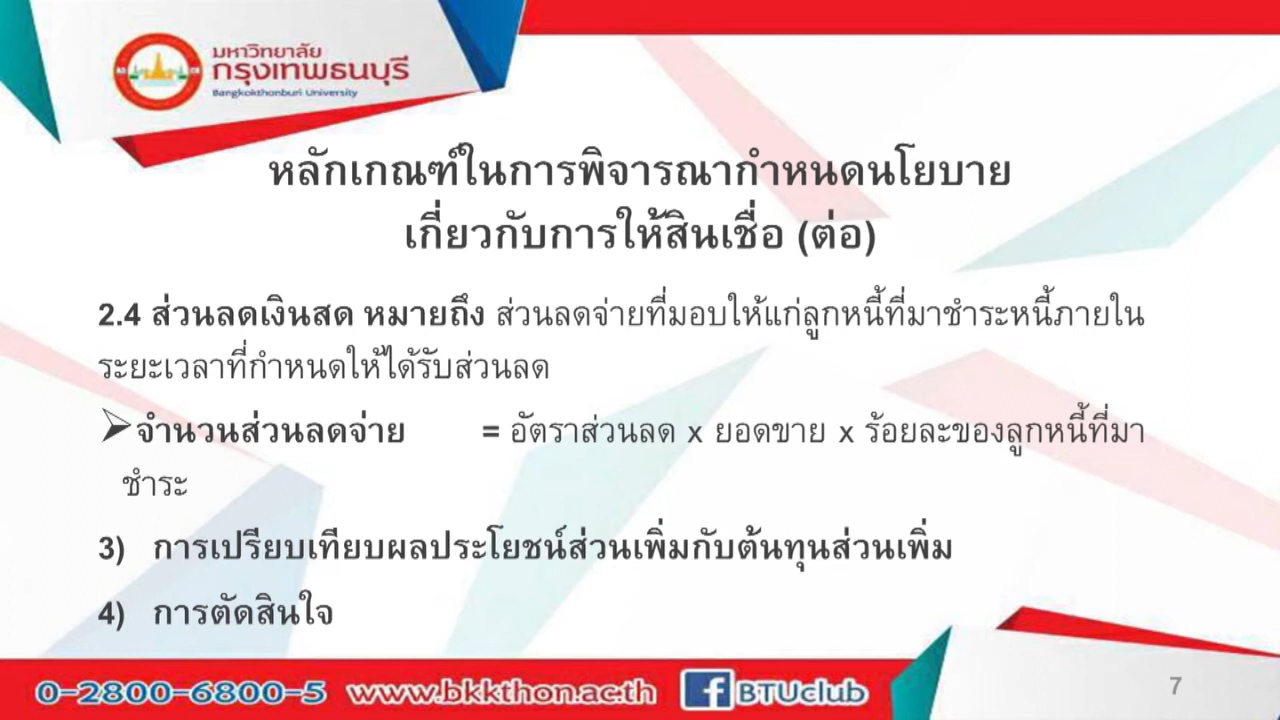 มหาวิทยาลัย
กรุงเทพธนบุรี
Bangkokthonburi University
หลักเกณฑ์ในการพิจารณากำหนดนโยบาย
เกี่ยวกับการให้สินเชื่อ (ต่อ)
2.4 ส่วนลดเงินสด หมายถึง ส่วนลดจ่ายที่มอบให้แก่ลูกหนี้ที่มาชำระหนี้ภายใน
ระยะเวลาที่กำหนดให้ได้รับส่วนลด
➢จำนวนส่วนลดจ่าย = อัตราส่วนลด x ยอดขาย x ร้อยละของลูกหนี้ที่มา
ชำระ
3) การเปรียบเทียบผลประโยชน์ส่วนเพิ่มกับต้นทุนส่วนเพิ่ม
4) การตัดสินใจ
0-2800-6800-5 www.bkkthon.ac.th f BTUclub
7